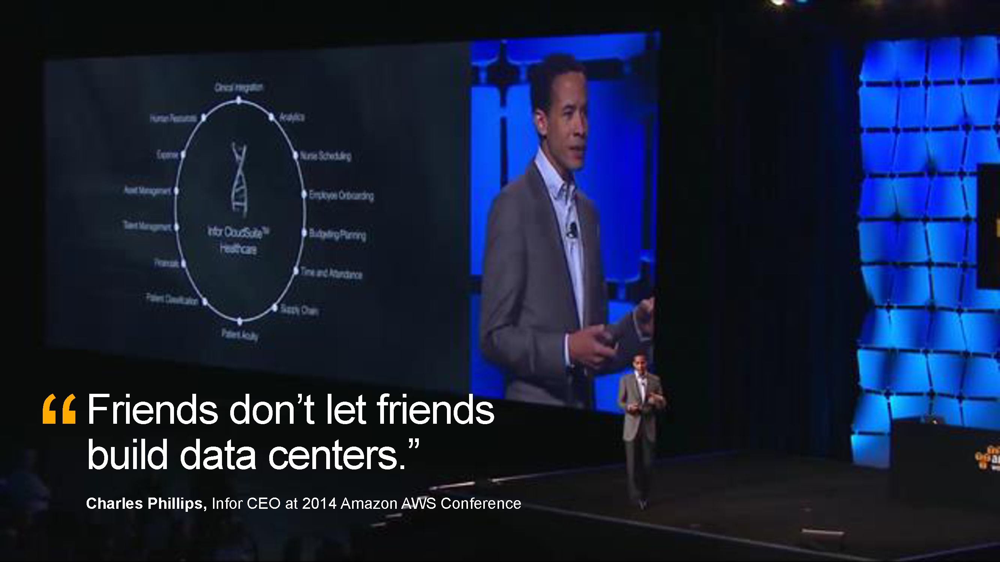 Clinical Integration
Human Resources
Analytics
Expense
Nurse Scheduling
Asset Management
Employee Onboarding
Talent Management
Infor CloudSuite™
Healthcare
Budgeting Planning
Financials
Time and Attendance
Patient Classification
Supply Chain
Patient Acuity
“Friends don’t let friends
build data centers.”
Charles Phillips, Infor CEO at 2014 Amazon AWS Conference